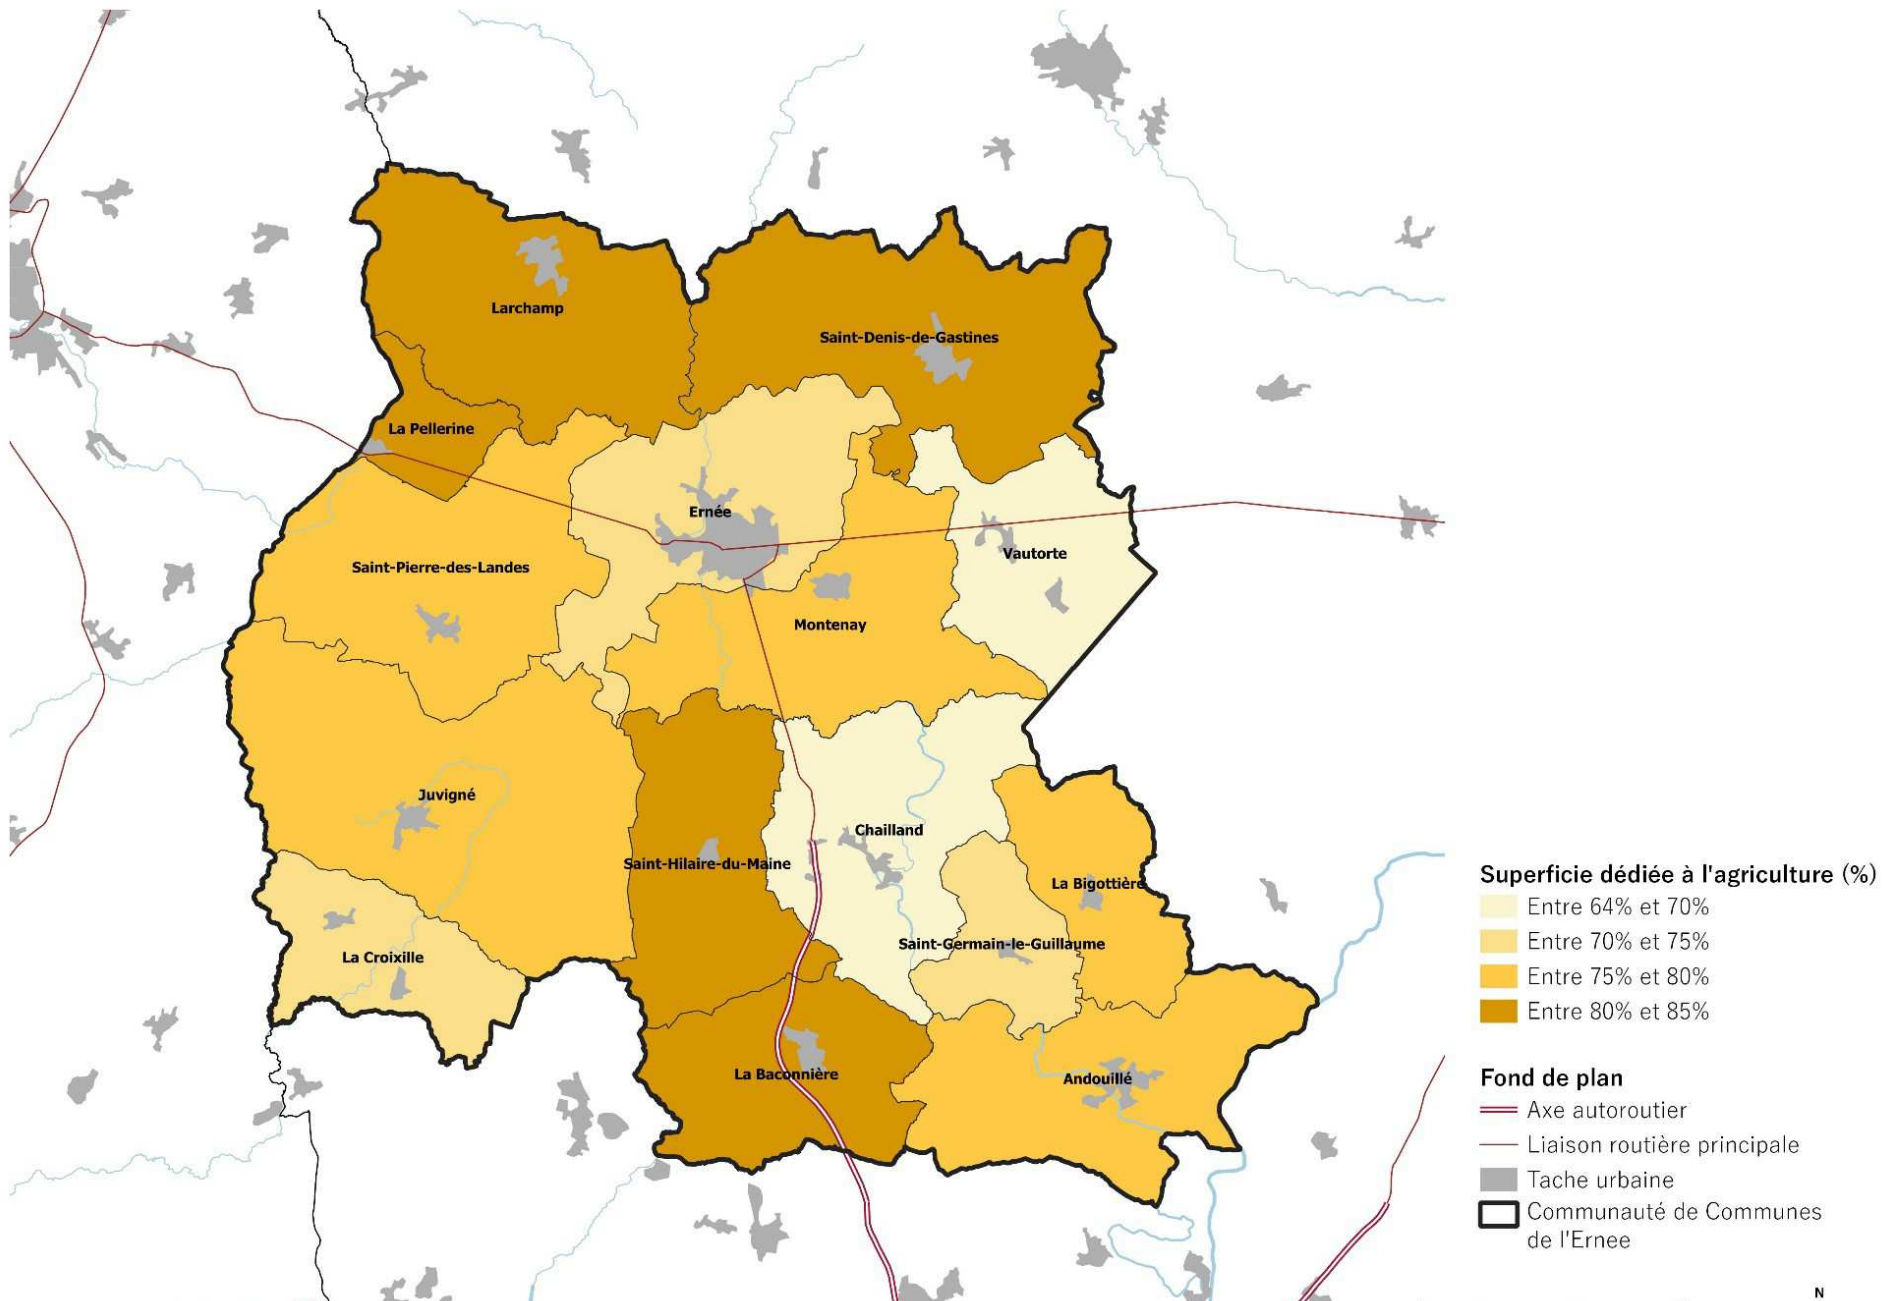 Larchamp
Saint-Denis-de-Gastines
La Pellerine
Ernée
Vautorte
Saint-Pierre-des-Landes
Montenay
Juvigné
Chailland
Saint-Hilaire-du-Maine
La Bigottière
Saint-Germain-le-Guillaume
La Croixille
La Baconnière
Andouillé
Superficie dédiée à l'agriculture (%)
Entre 64% et 70%
Entre 70% et 75%
Entre 75% et 80%
Entre 80% et 85%
Fond de plan
Axe autoroutier
Liaison routière principale
Tache urbaine
Communauté de Communes
de l'Ernee
N